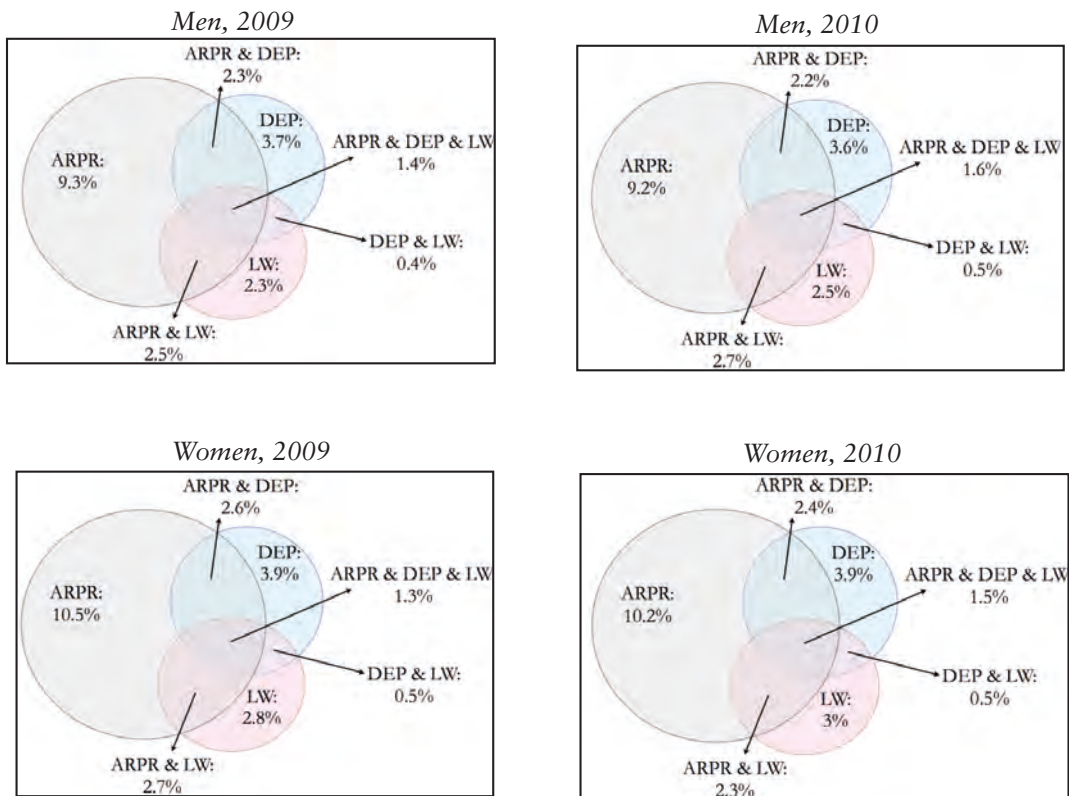 Men, 2009
ARPR & DEP:
2.3%
DEP:
3.7%
ARPR & DEP & LW
1.4%
ARPR:
9.3%
DEP & LW:
0.4%
LW:
2.3%
ARPR & LW:
2.5%
Men, 2010
ARPR & DEP:
2.2%
DEP:
3.6%
ARPR & DEP & LW
1.6%
ARPR:
9.2%
DEP & LW:
0.5%
LW:
2.5%
ARPR & LW:
2.7%
Women, 2009
ARPR & DEP:
2.6%
DEP:
3.9%
ARPR & DEP & LW
1.3%
ARPR:
10.5%
DEP & LW:
0.5%
LW:
2.8%
ARPR & LW:
2.7%
Women, 2010
ARPR & DEP:
2.4%
DEP:
3.9%
ARPR & DEP & LW
1.5%
ARPR:
10.2%
DEP & LW:
0.5%
LW:
3%
ARPR & LW:
2.3%